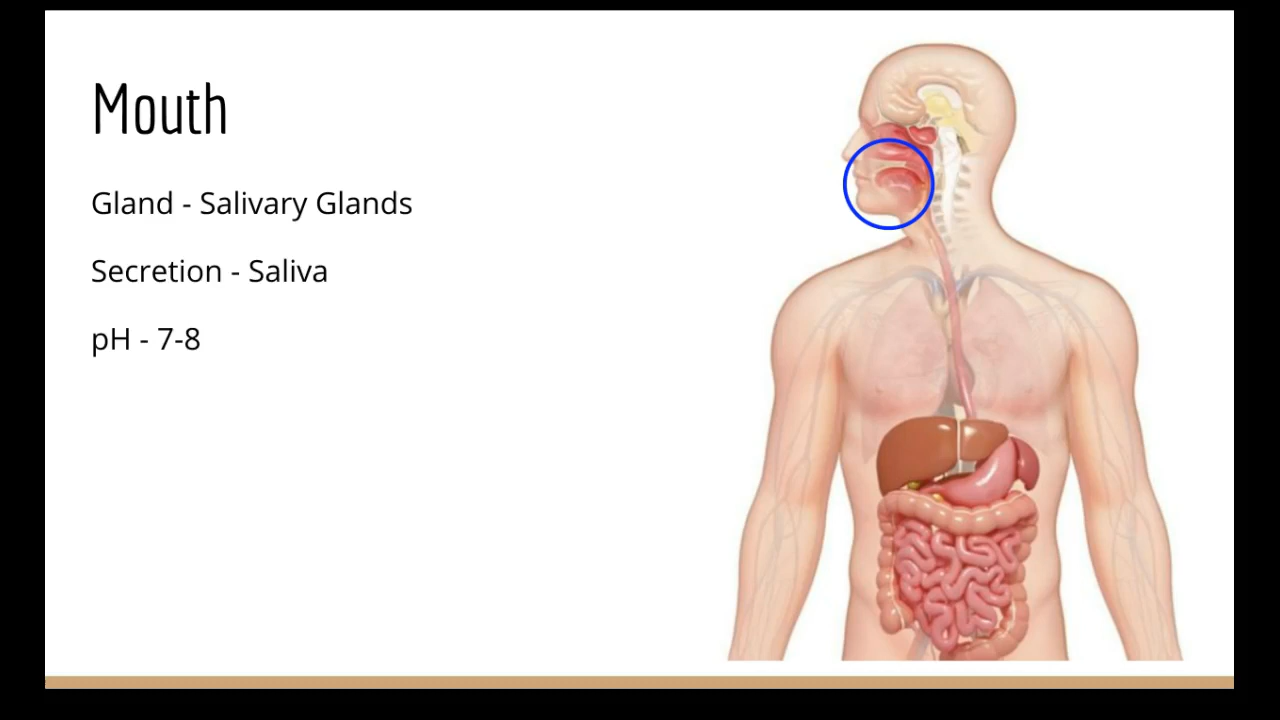 Mouth
Gland - Salivary Glands
Secretion - Saliva
pH - 7-8